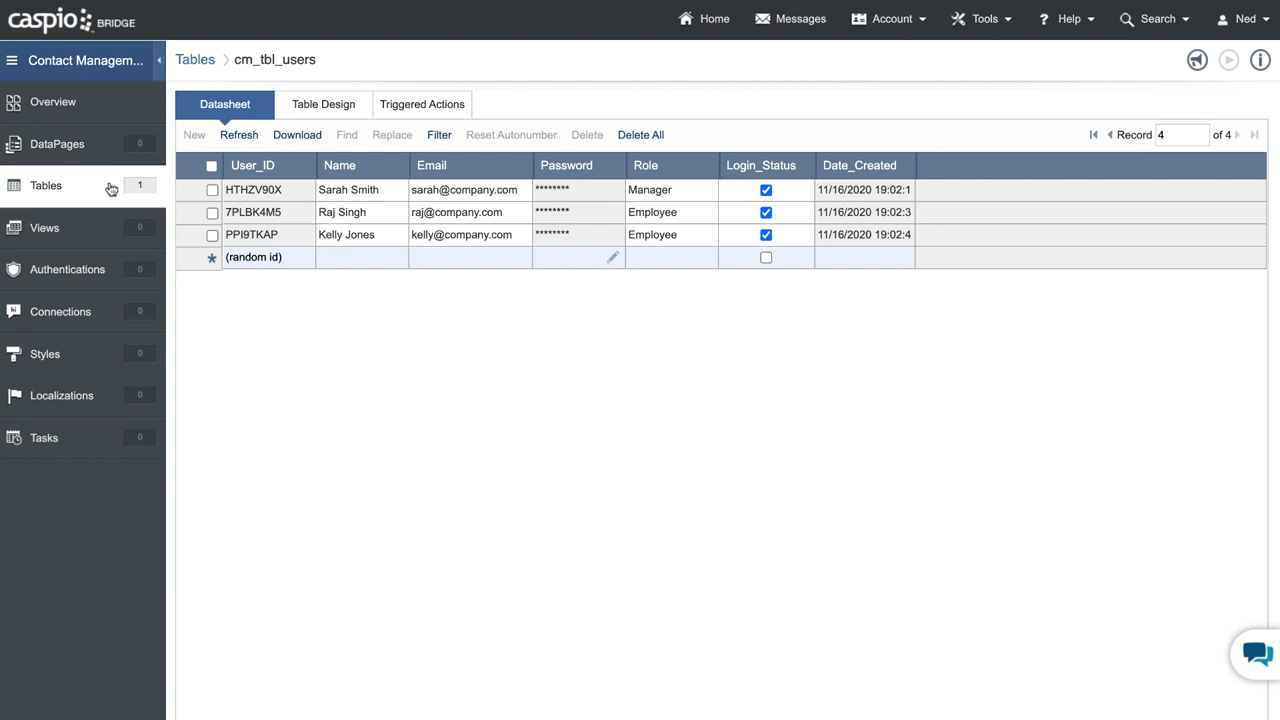 caspio BRIDGE
Home Messages Account Tools ? Help Search Ned
Contact Managem...
Tables cm_tbl_users
Overview
DataPages 0
Tables 1
Views 0
Authentications 0
Connections 0
Styles 0
Localizations 0
Tasks 0
Datasheet Table Design Triggered Actions
New Refresh Download Find Replace Filter Reset Autonumber Delete Delete All Record 4 of 4
User_ID Name Email Password Role Login_Status Date_Created
HTHZV90X Sarah Smith sarah@company.com ******** Manager 11/16/2020 19:02:1
7PLBK4M5 Raj Singh raj@company.com ******** Employee 11/16/2020 19:02:3
PPI9TKAP Kelly Jones kelly@company.com ******** Employee 11/16/2020 19:02:4
* (random id)